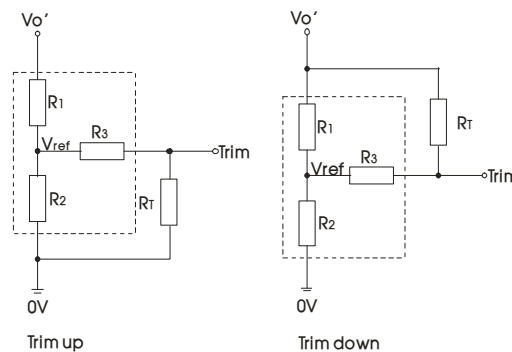 Vo’
R1
R3
Vref
Trim
R2
RT
0V
Trim up
Vo’
R1
RT
Vref
R3
Trim
R2
0V
Trim down